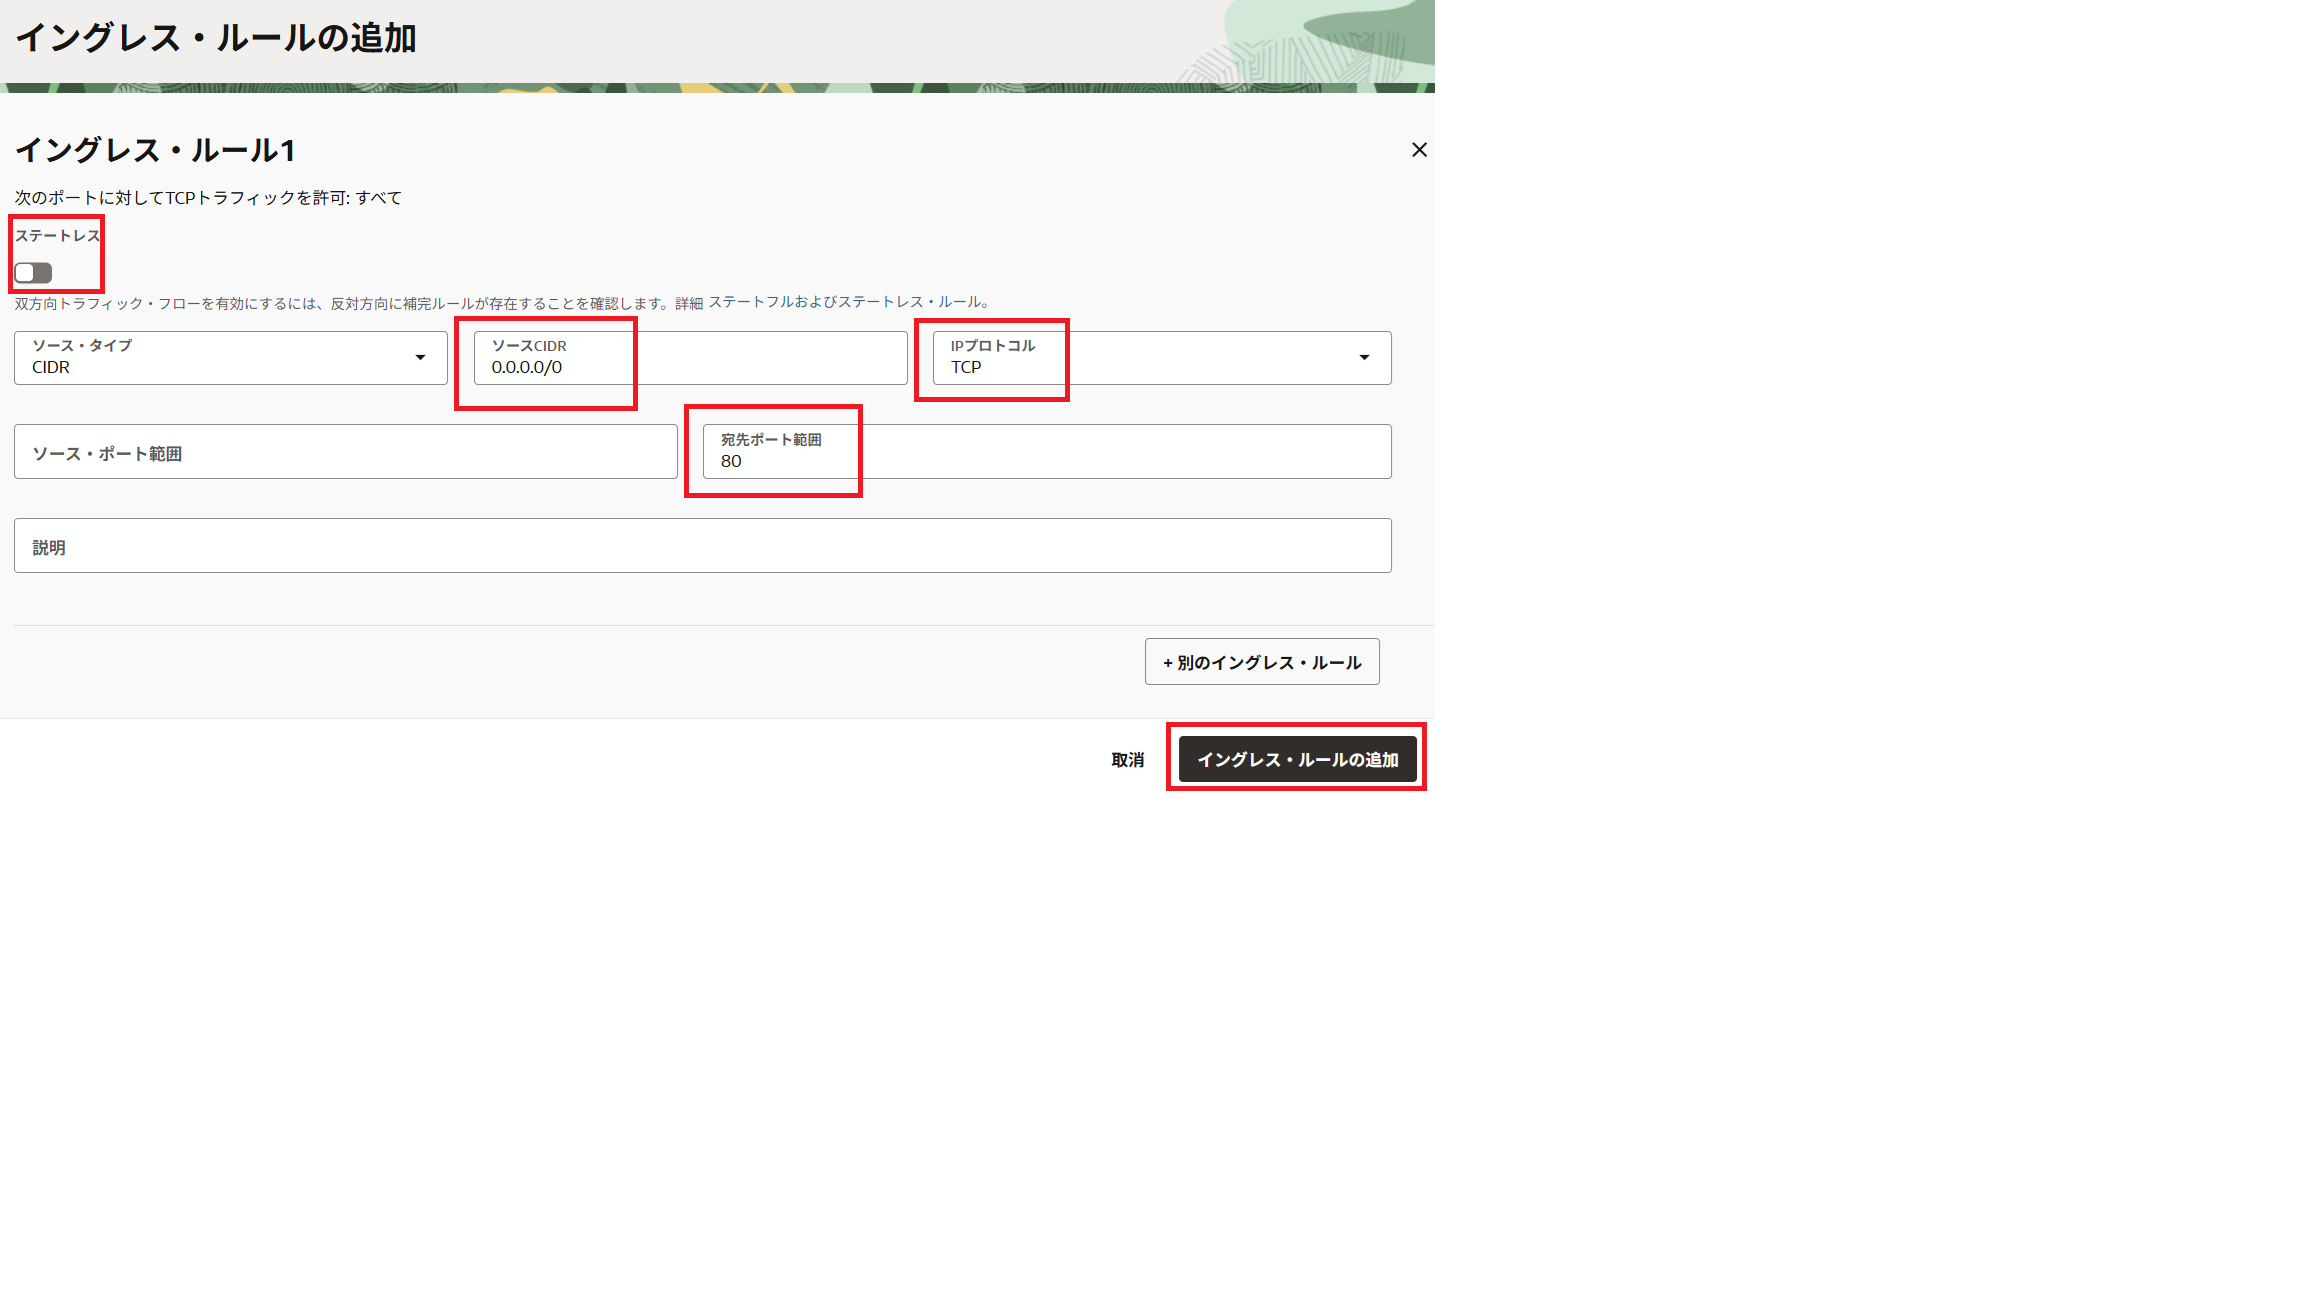 イングレス・ルールの追加
イングレス・ルール1
次のポートに対してTCPトラフィックを許可: すべて
ステートレス
双方向トラフィック・フローを有効にするには、反対方向に補完ルールが存在することを確認します。詳細 ステートフルおよびステートレス・ルール。
ソース・タイプ
CIDR
ソースCIDR
0.0.0.0/0
IPプロトコル
TCP
ソース・ポート範囲
宛先ポート範囲
80
説明
+ 別のイングレス・ルール
取消
イングレス・ルールの追加